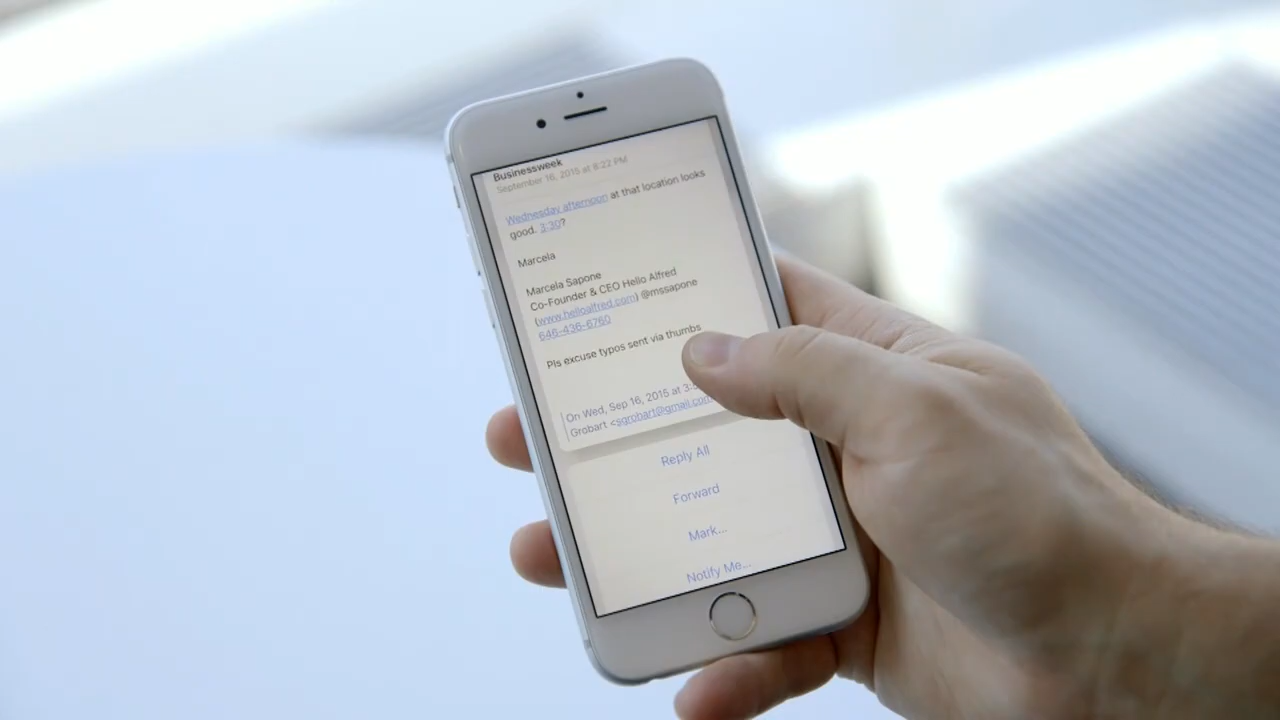 Businessweek
September 16, 2015 at 6:22 PM
Wednesday afternoon at that location looks
good. 3:30?
Marcela
Marcela Sapone
Co-Founder & CEO Hello Alfred
(www.helloalfred.com) @mssapone
646-436-6760
Pls excuse typos sent via thumbs
On Wed, Sep 16, 2015 at
Grobart <sgrobart@gmail.com
Reply All
Forward
Mark...
Notify Me...